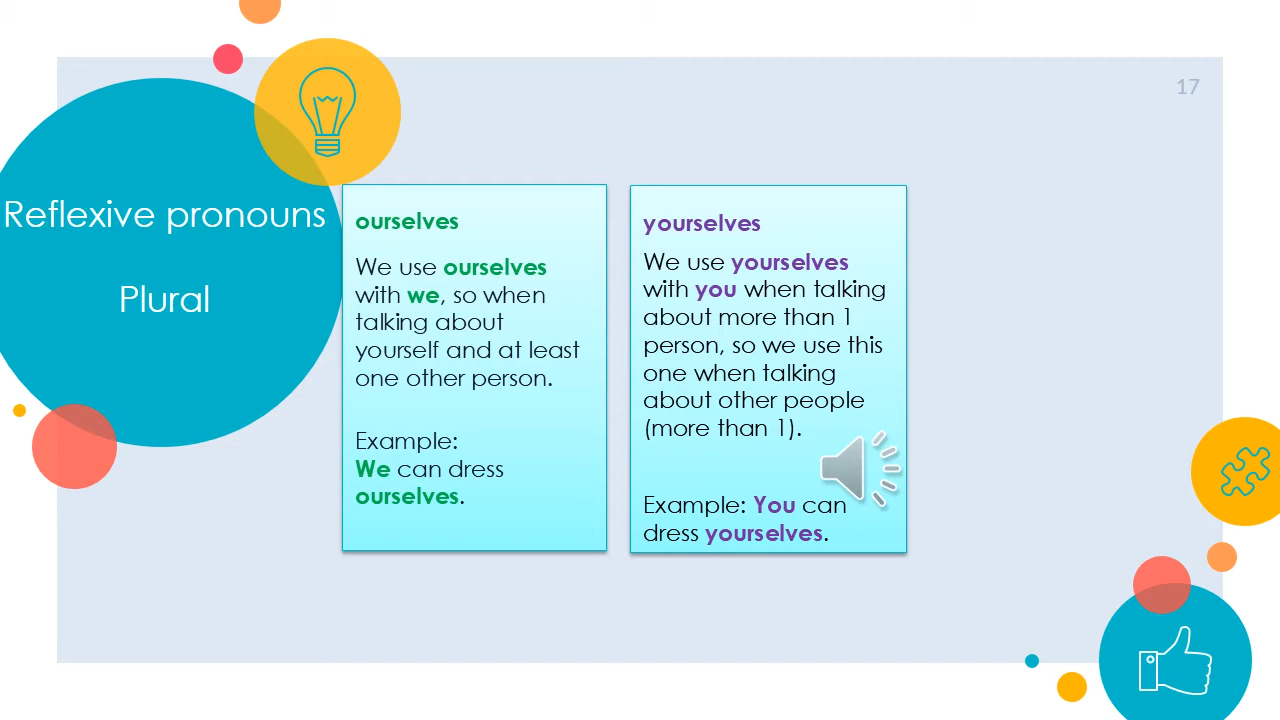 17
Reflexive pronouns
Plural
ourselves
We use ourselves
with we, so when
talking about
yourself and at least
one other person.
Example:
We can dress
ourselves.
yourselves
We use yourselves
with you when talking
about more than 1
person, so we use this
one when talking
about other people
(more than 1).
Example: You can
dress yourselves.